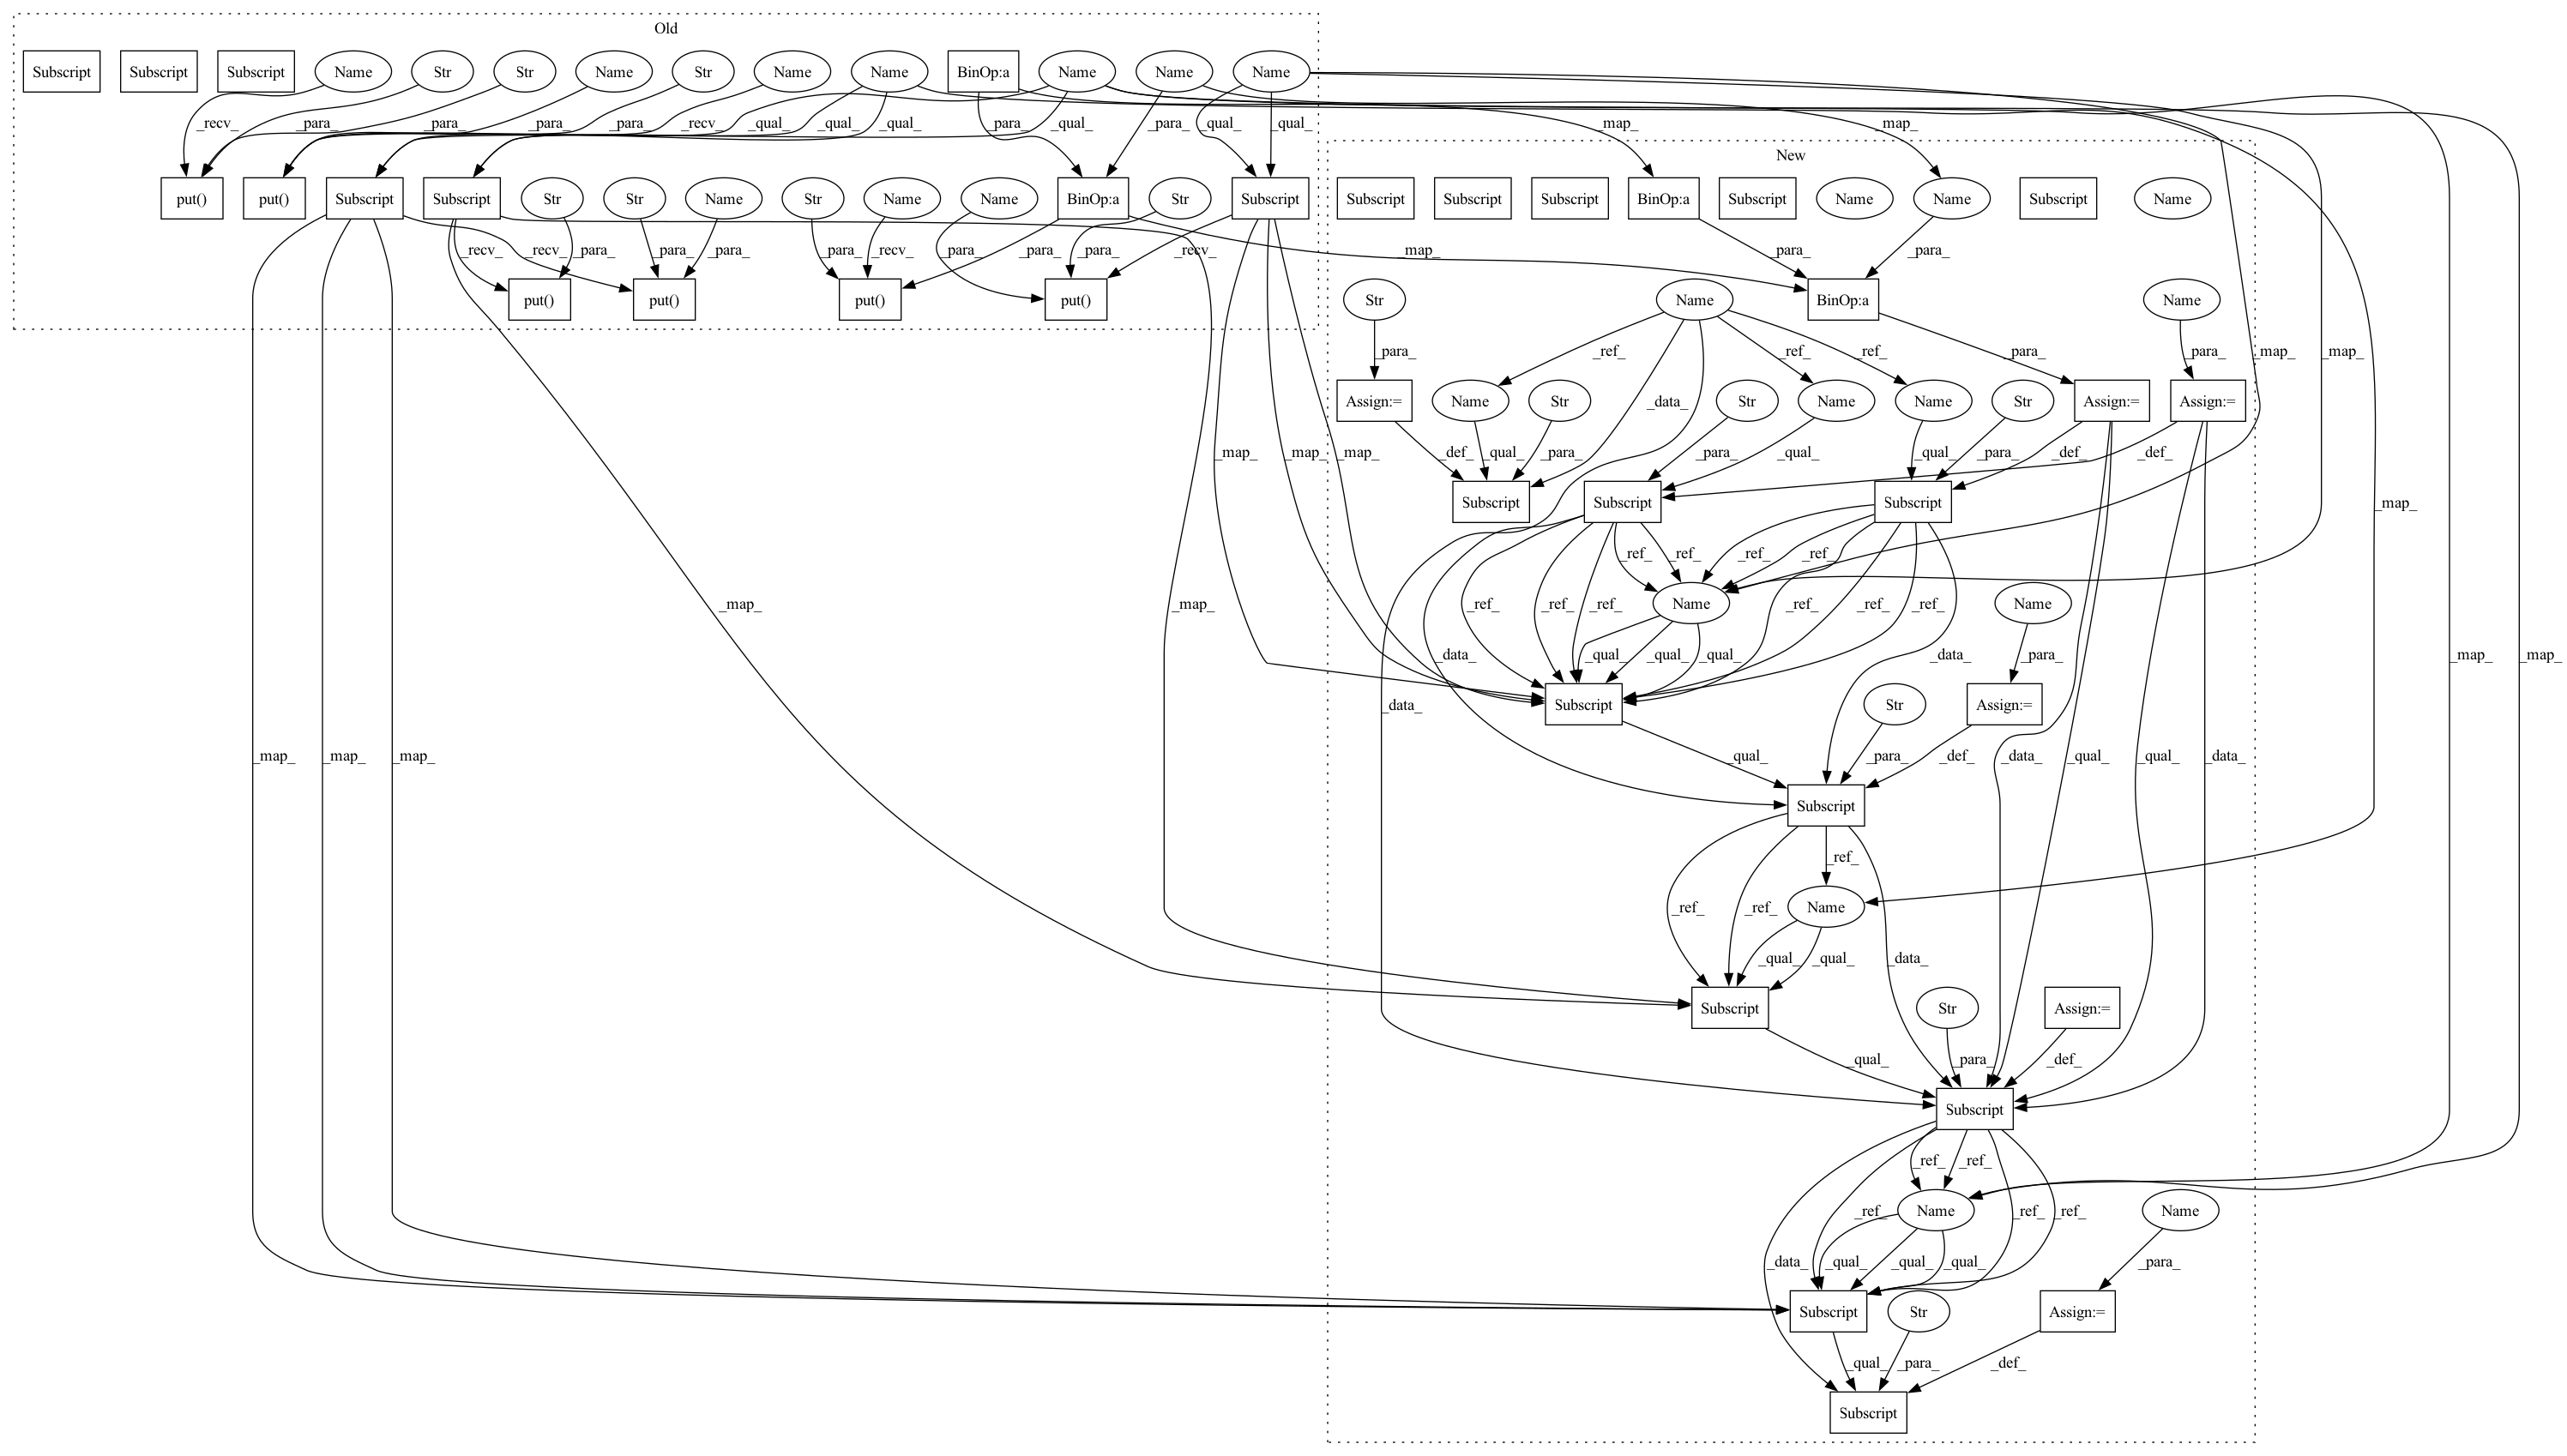 Old
Subscript Subscript Subscript Name Str Str Name Str Name Name BinOp:a Name Name Name
_recv_ _para_ _para_ _para_ _para_ _recv_ _qual_ _qual_ _qual_ _para_ _qual_ _para_ _qual_ _qual_ _map_ _map_
New
put() put() Subscript Subscript Str Str Name Str Name Name BinOp:a Str Subscript Subscript Subscript Subscript BinOp:a Subscript Name Name Subscript Name
_recv_ _recv_ _para_ _para_ _para_ _para_ _recv_ _para_ _para_ _para_ _recv_ _map_ _para_ _para_
put() put() put() put() Str Name BinOp:a Name
_para_ _ref_ _ref_ _ref_ _para_ _para_ _map_ _map_
Assign:= Name Str _data_ Str Name Name Str Assign:= Assign:=
_map_ _map_ _map_ _def_ _qual_ _para_ _para_ _qual_ _qual_ _para_ _def_ _def_
Subscript Subscript Subscript _map_
_ref_ _ref_ _ref_ _ref_
_map_ _map_ Name Name
_ref_ _ref_ _ref_ _ref_ _ref_ _ref_
_qual_ _qual_ _qual_ _data_ _data_ _para_ _map_ _map_
_data_ Subscript Str Assign:=
_map_ _map_ _map_ _qual_ _para_ _def_ _data_ _qual_ _qual_ _data_
Subscript
_ref_
_ref_ _ref_ Name
_qual_ _qual_ _data_
Subscript Str Assign:=
_qual_ _para_ _def_
Subscript
_ref_ _ref_
_ref_ Name _ref_ _ref_ Name
_data_ _qual_ _qual_ _qual_ _para_
Subscript Str Assign:=
_qual_ _para_ _def_
Subscript